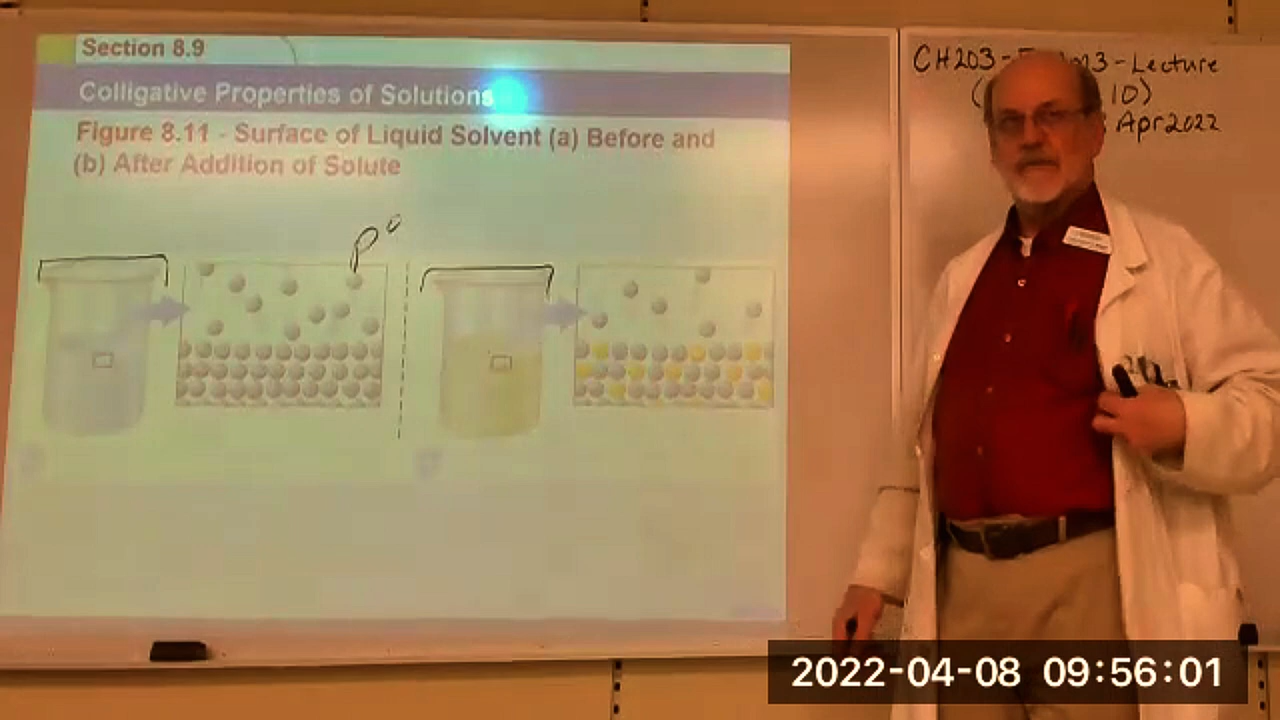 Section 8.9
Colligative Properties of Solutions
Figure 8.11 - Surface of Liquid Solvent (a) Before and
(b) After Addition of Solute
P°
CH203- -Lecture
( 10)
Apr2022
2022-04-08 09:56:01